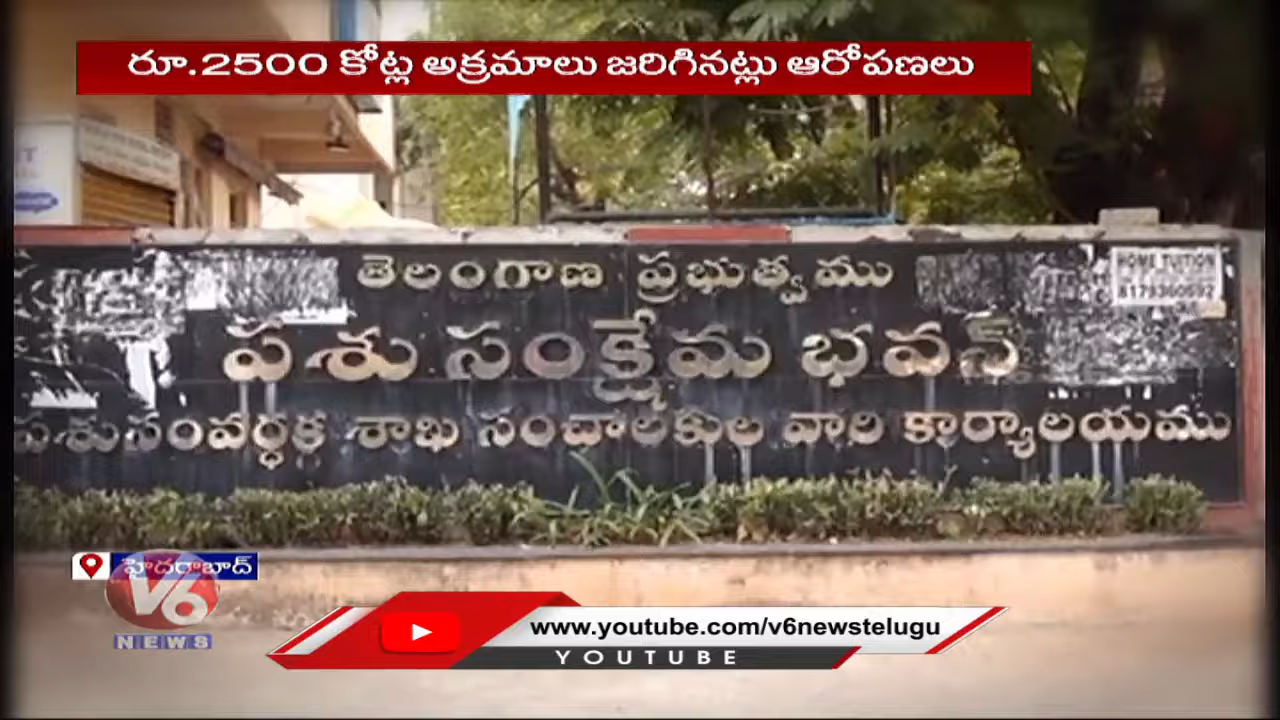 రూ.2500 కోట్ల అక్రమాలు జరిగినట్లు ఆరోపణలు
తెలంగాణ ప్రభుత్వము
HOME TUITION
8179360692
పశు సంక్షేమ భవన్
పశుసంవర్ధక శాఖ సంచాలకుల వారి కార్యాలయము
హైదరాబాద్
V6
NEWS
www.youtube.com/v6newstelugu
YOUTUBE